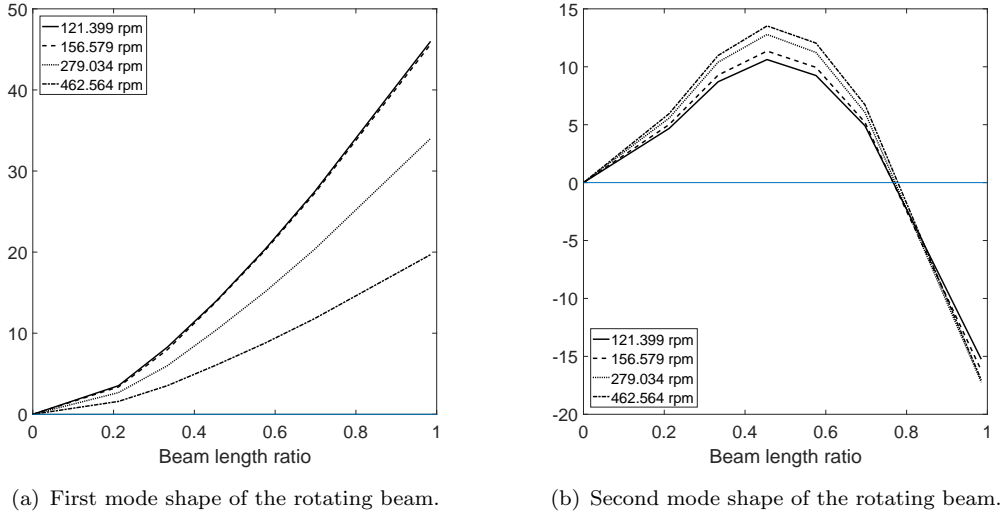 50
40
30
20
10
0
121.399 rpm
156.579 rpm
279.034 rpm
462.564 rpm
0 0.2 0.4 0.6 0.8 1
Beam length ratio
(a) First mode shape of the rotating beam.
15
10
5
0
-5
-10
-15
-20
121.399 rpm
156.579 rpm
279.034 rpm
462.564 rpm
0 0.2 0.4 0.6 0.8 1
Beam length ratio
(b) Second mode shape of the rotating beam.